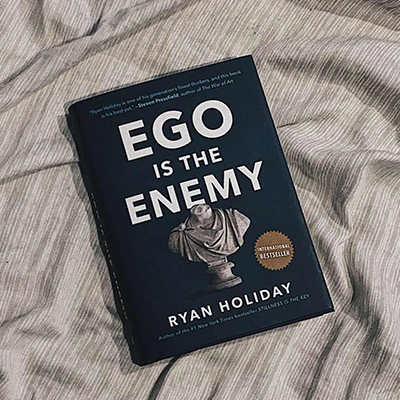 "Ryan Holiday is one of his generation's finest thinkers, and this book
is his best yet." —Steven Pressfield, author of The War of Art
EGO
IS THE
ENEMY
INTERNATIONAL
BESTSELLER
RYAN HOLIDAY
Author of the #1 New York Times bestseller STILLNESS IS THE KEY